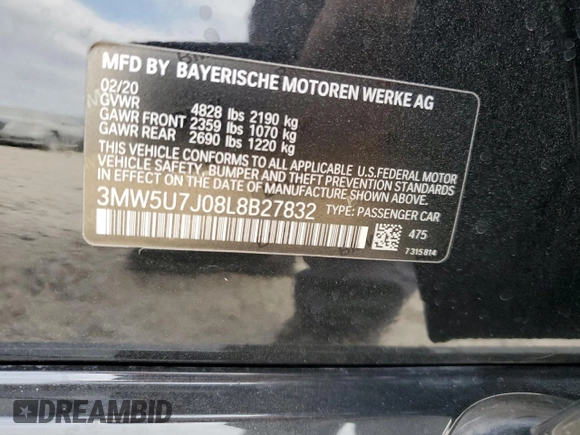 MFD BY BAYERISCHE MOTOREN WERKE AG
02/20
GVWR 4828 lbs 2190 kg
GAWR FRONT 2359 lbs 1070 kg
GAWR REAR 2690 lbs 1220 kg
THIS VEHICLE CONFORMS TO ALL APPLICABLE U.S.FEDERAL MOTOR
VEHICLE SAFETY, BUMPER AND THEFT PREVENTION STANDARDS
IN EFFECT ON THE DATE OF MANUFACTURE SHOWN ABOVE.
3MW5U7J08L8B27832 TYPE: PASSENGER CAR
475
7315814
DREAMBID